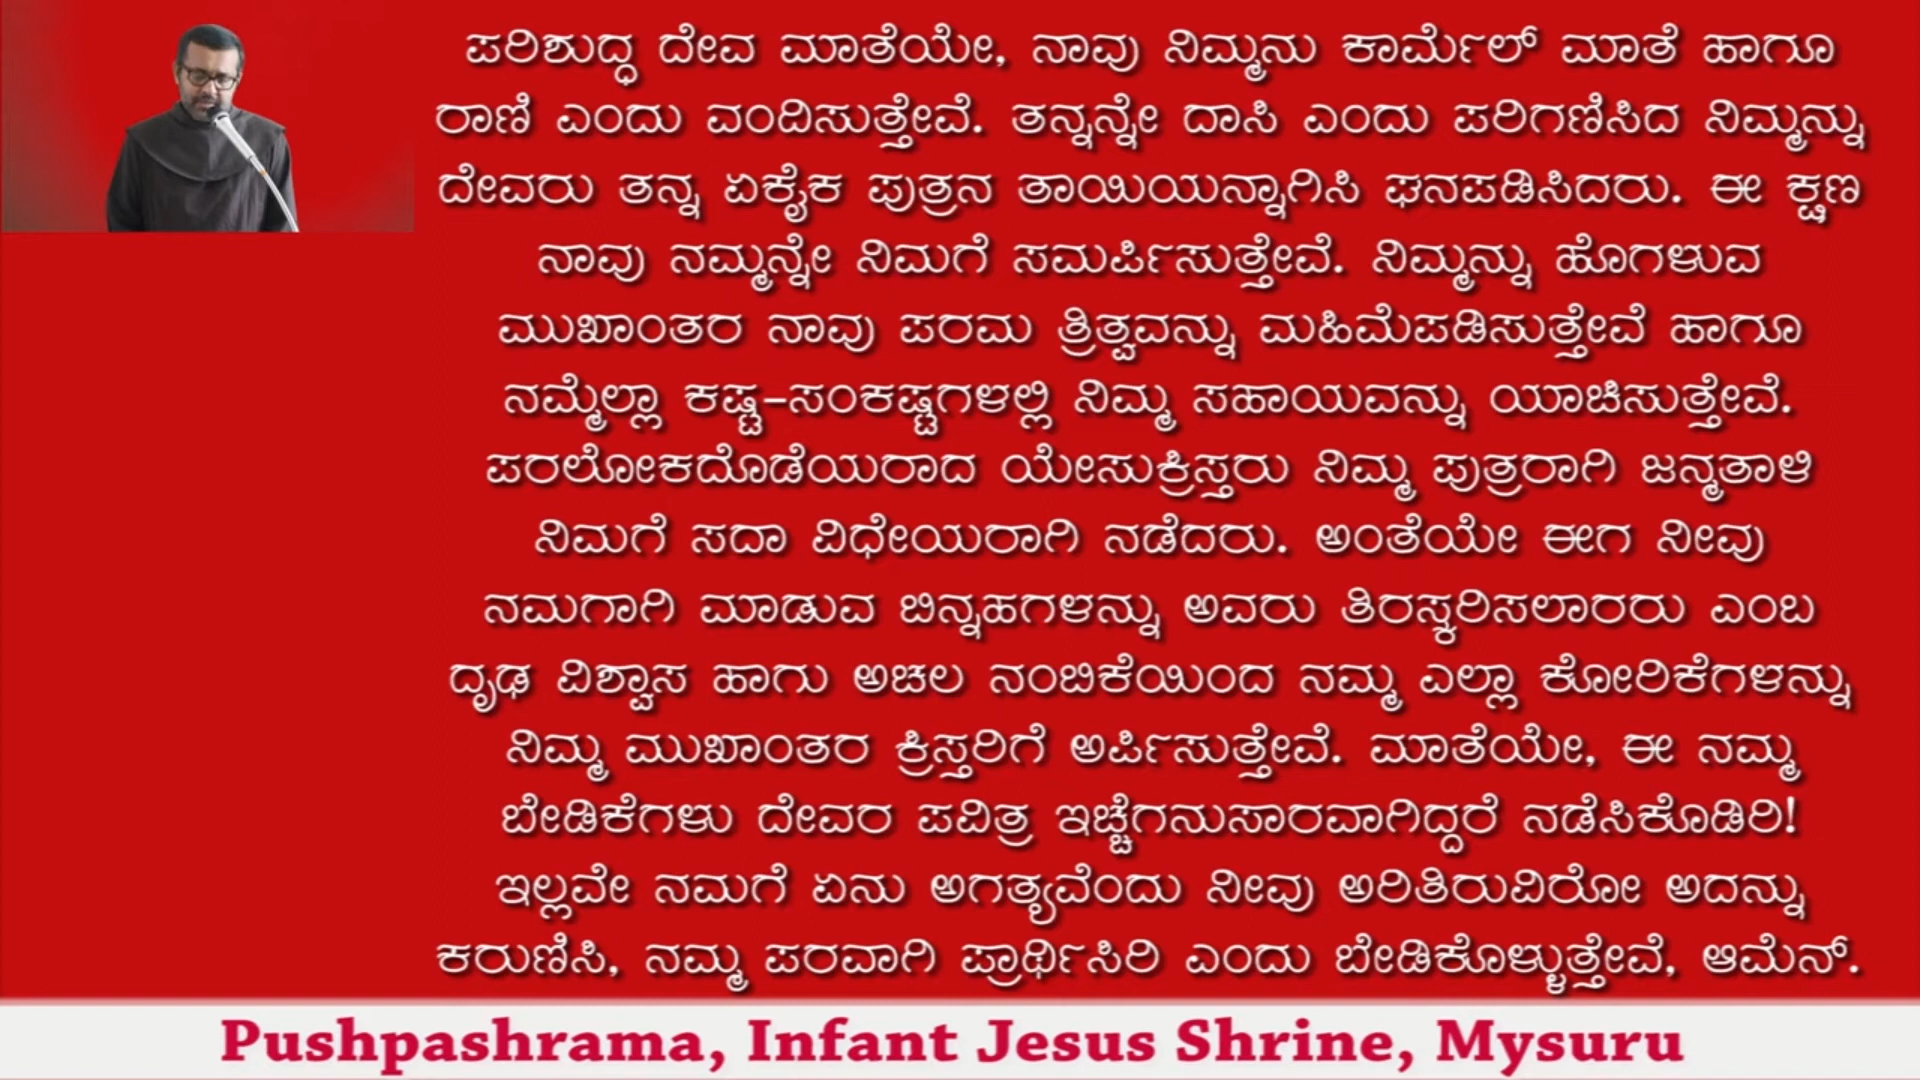 ಪರಿಶುದ್ಧ ದೇವ ಮಾತೆಯೇ, ನಾವು ನಿಮ್ಮನು ಕಾರ್ಮೆಲ್ ಮಾತೆ ಹಾಗೂ
ರಾಣಿ ಎಂದು ವಂದಿಸುತ್ತೇವೆ. ತನ್ನನ್ನೇ ದಾಸಿ ಎಂದು ಪರಿಗಣಿಸಿದ ನಿಮ್ಮನ್ನು
ದೇವರು ತನ್ನ ಏಕೈಕ ಪುತ್ರನ ತಾಯಿಯನ್ನಾಗಿಸಿ ಘನಪಡಿಸಿದರು. ಈ ಕ್ಷಣ
ನಾವು ನಮ್ಮನ್ನೇ ನಿಮಗೆ ಸಮರ್ಪಿಸುತ್ತೇವೆ. ನಿಮ್ಮನ್ನು ಹೊಗಳುವ
ಮುಖಾಂತರ ನಾವು ಪರಮ ತ್ರಿತ್ವವನ್ನು ಮಹಿಮೆಪಡಿಸುತ್ತೇವೆ ಹಾಗೂ
ನಮ್ಮೆಲ್ಲಾ ಕಷ್ಟ-ಸಂಕಷ್ಟಗಳಲ್ಲಿ ನಿಮ್ಮ ಸಹಾಯವನ್ನು ಯಾಚಿಸುತ್ತೇವೆ.
ಪರಲೋಕದೊಡೆಯರಾದ ಯೇಸುಕ್ರಿಸ್ತರು ನಿಮ್ಮ ಪುತ್ರರಾಗಿ ಜನ್ಮತಾಳಿ
ನಿಮಗೆ ಸದಾ ವಿಧೇಯರಾಗಿ ನಡೆದರು. ಅಂತೆಯೇ ಈಗ ನೀವು
ನಮಗಾಗಿ ಮಾಡುವ ಬಿನ್ನಹಗಳನ್ನು ಅವರು ತಿರಸ್ಕರಿಸಲಾರರು ಎಂಬ
ದೃಢ ವಿಶ್ವಾಸ ಹಾಗು ಅಚಲ ನಂಬಿಕೆಯಿಂದ ನಮ್ಮ ಎಲ್ಲಾ ಕೋರಿಕೆಗಳನ್ನು
ನಿಮ್ಮ ಮುಖಾಂತರ ಕ್ರಿಸ್ತರಿಗೆ ಅರ್ಪಿಸುತ್ತೇವೆ. ಮಾತೆಯೇ, ಈ ನಮ್ಮ
ಬೇಡಿಕೆಗಳು ದೇವರ ಪವಿತ್ರ ಇಚ್ಚೆಗನುಸಾರವಾಗಿದ್ದರೆ ನಡೆಸಿಕೊಡಿರಿ!
ಇಲ್ಲವೇ ನಮಗೆ ಏನು ಅಗತ್ಯವೆಂದು ನೀವು ಅರಿತಿರುವಿರೋ ಅದನ್ನು
ಕರುಣಿಸಿ, ನಮ್ಮ ಪರವಾಗಿ ಪ್ರಾರ್ಥಿಸಿರಿ ಎಂದು ಬೇಡಿಕೊಳ್ಳುತ್ತೇವೆ, ಆಮೆನ್.
Pushpashrama, Infant Jesus Shrine, Mysuru